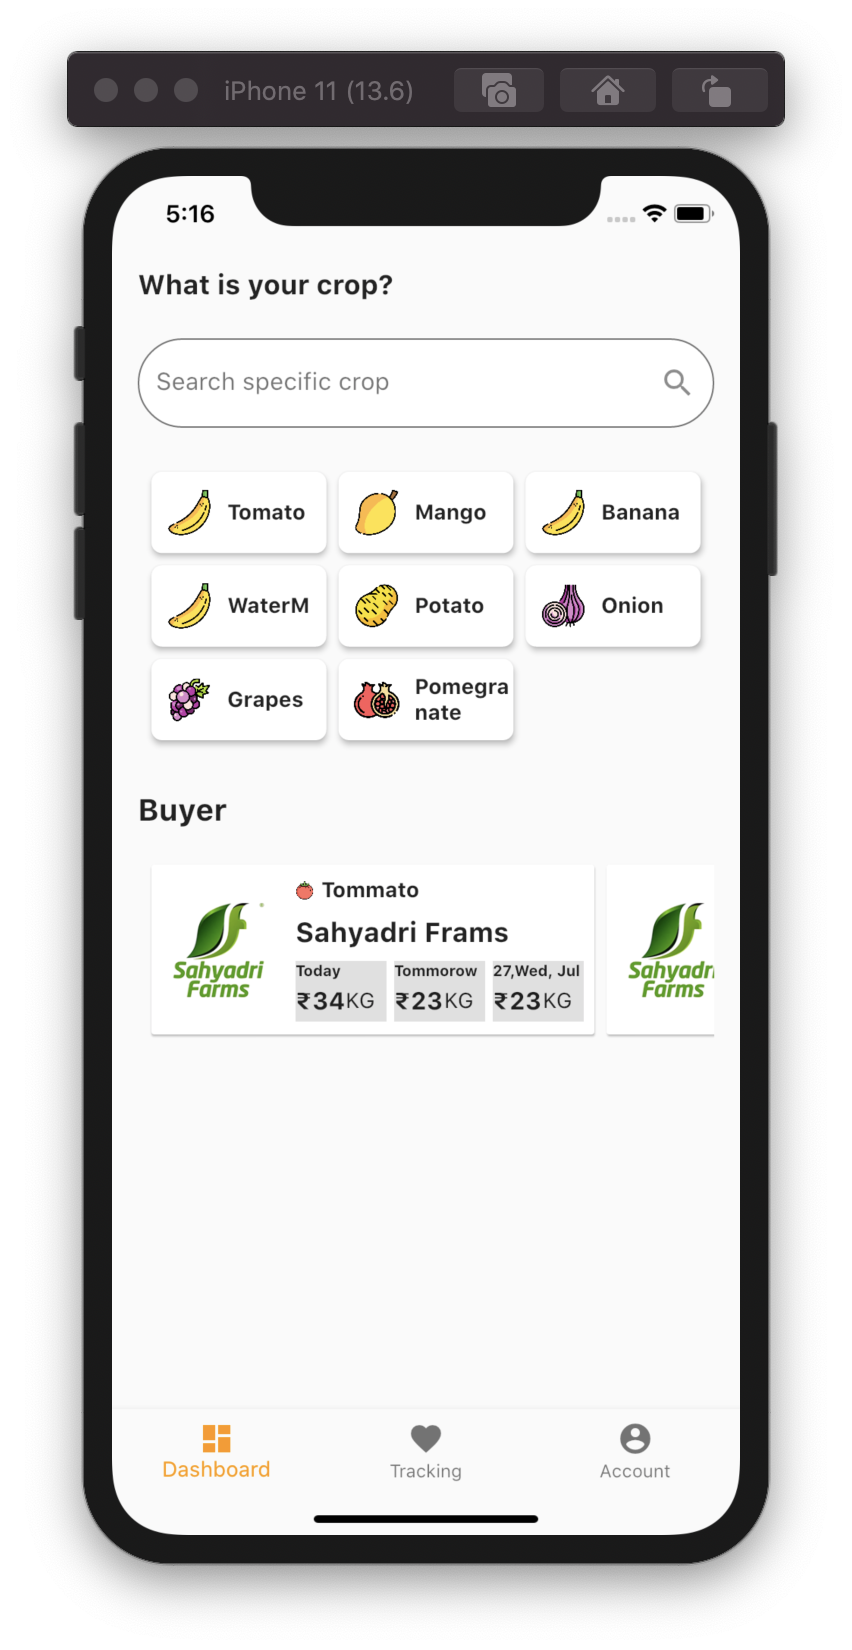 iPhone 11 (13.6)
5:16
What is your crop?
Search specific crop
Tomato
Mango
Banana
WaterM
Potato
Onion
Grapes
Pomegra
nate
Buyer
Sahyadri
Farms
Tommato
Sahyadri Frams
Today
Tommorow
27,Wed, Jul
₹34KG
₹23KG
₹23KG
Sahyadri
Farms
Dashboard
Tracking
Account